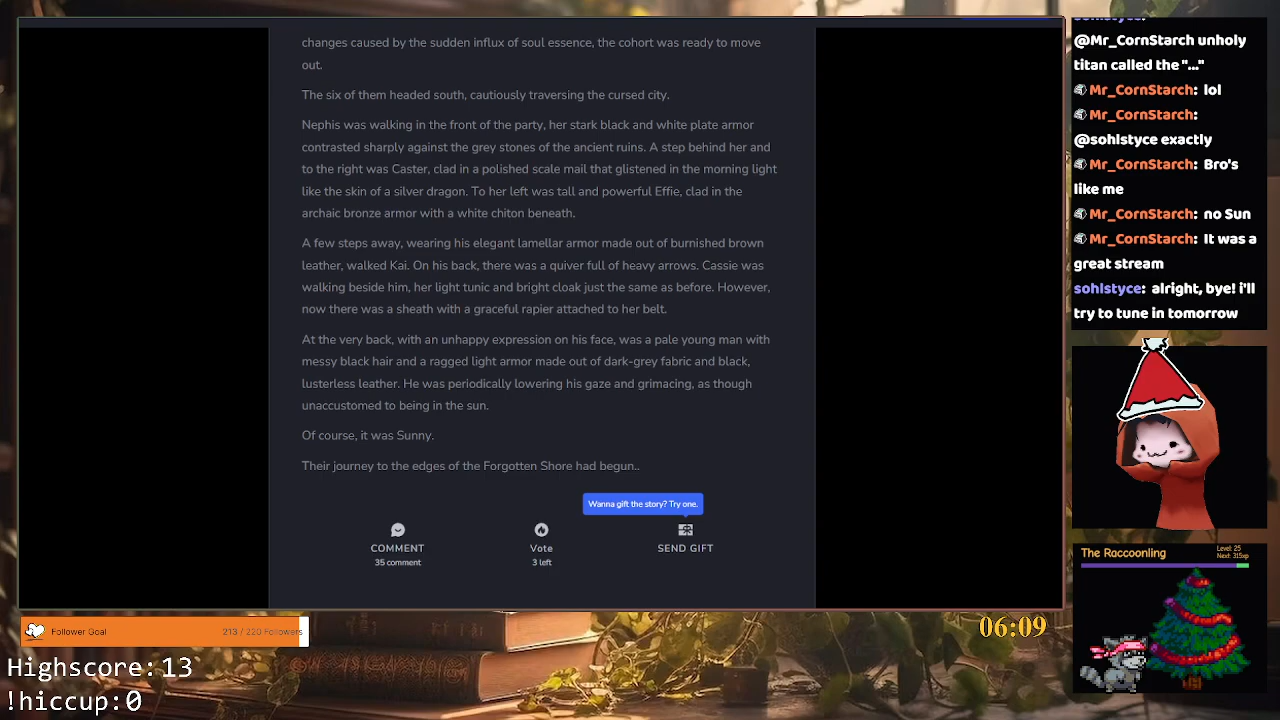 changes caused by the sudden influx of soul essence, the cohort was ready to move
out.
The six of them headed south, cautiously traversing the cursed city.
Nephis was walking in the front of the party, her stark black and white plate armor
contrasted sharply against the grey stones of the ancient ruins. A step behind her and
to the right was Caster, clad in a polished scale mail that glistened in the morning light
like the skin of a silver dragon. To her left was tall and powerful Effie, clad in the
archaic bronze armor with a white chiton beneath.
A few steps away, wearing his elegant lamellar armor made out of burnished brown
leather, walked Kai. On his back, there was a quiver full of heavy arrows. Cassie was
walking beside him, her light tunic and bright cloak just the same as before. However,
now there was a sheath with a graceful rapier attached to her belt.
At the very back, with an unhappy expression on his face, was a pale young man with
messy black hair and a ragged light armor made out of dark-grey fabric and black,
lusterless leather. He was periodically lowering his gaze and grimacing, as though
unaccustomed to being in the sun.
Of course, it was Sunny.
Their journey to the edges of the Forgotten Shore had begun..
Wanna gift the story? Try one.
COMMENT
35 comment
Vote
3 left
SEND GIFT
@Mr_CornStarch unholy
titan called the "..."
Mr_CornStarch: lol
Mr_CornStarch:
@sohlstyce exactly
Mr_CornStarch: Bro's
like me
Mr_CornStarch: no Sun
Mr_CornStarch: It was a
great stream
sohlstyce: alright, bye! i'll
try to tune in tomorrow
The Raccoonling
Level: 25
Next: 315xp
Follower Goal
213 / 220 Followers
06:09
Highscore:13
!hiccup:0